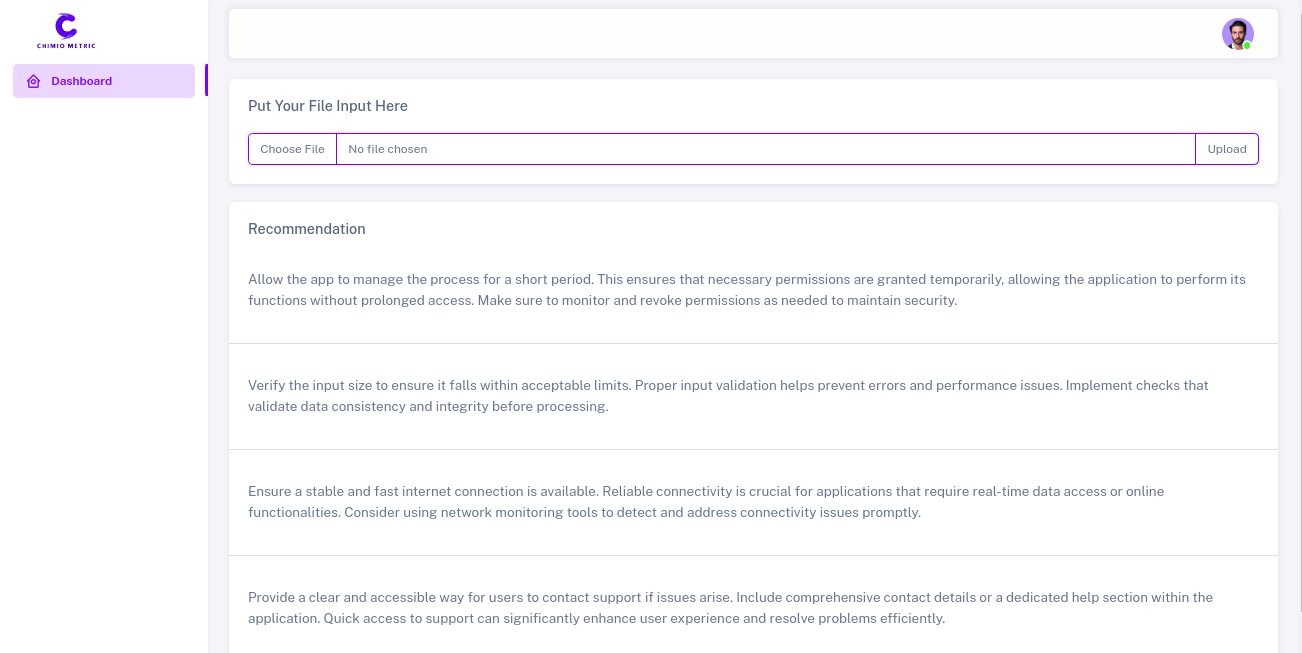 CHIMIO METRIC
Dashboard
Put Your File Input Here
Choose File
No file chosen
Upload
Recommendation
Allow the app to manage the process for a short period. This ensures that necessary permissions are granted temporarily, allowing the application to perform its
functions without prolonged access. Make sure to monitor and revoke permissions as needed to maintain security.
Verify the input size to ensure it falls within acceptable limits. Proper input validation helps prevent errors and performance issues. Implement checks that
validate data consistency and integrity before processing.
Ensure a stable and fast internet connection is available. Reliable connectivity is crucial for applications that require real-time data access or online
functionalities. Consider using network monitoring tools to detect and address connectivity issues promptly.
Provide a clear and accessible way for users to contact support if issues arise. Include comprehensive contact details or a dedicated help section within the
application. Quick access to support can significantly enhance user experience and resolve problems efficiently.